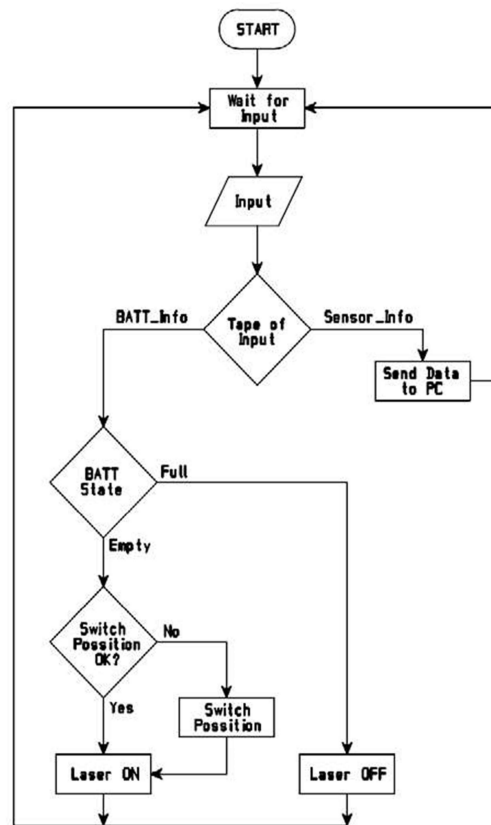 START
Wait for
Input
Input
Tape of
Input
BATT_Info
Sensor_Info
Send Data
to PC
BATT
State
Full
Empty
Switch
Possition
OK?
No
Yes
Switch
Possition
Laser ON
Laser OFF